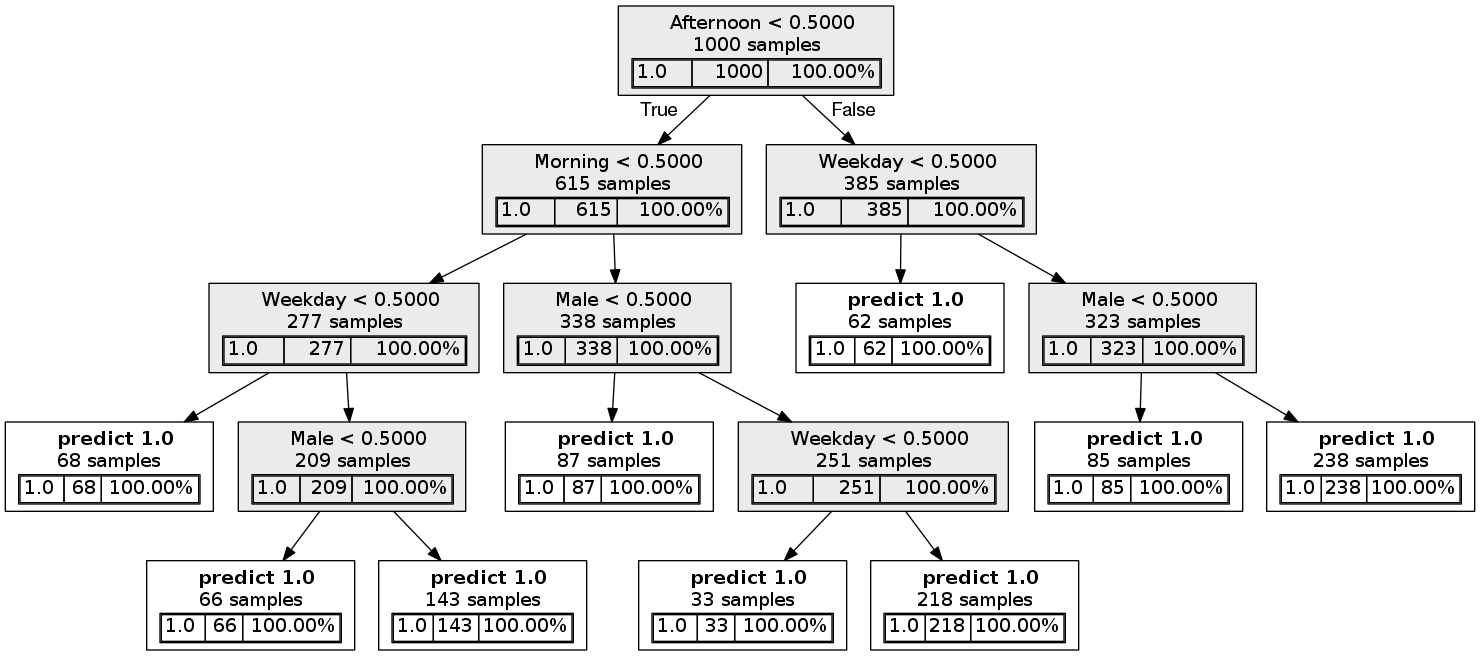 Afternoon < 0.5000
1000 samples
1.0 1000 100.00%
True False
Morning < 0.5000
615 samples
1.0 615 100.00%
Weekday < 0.5000
385 samples
1.0 385 100.00%
Weekday < 0.5000
277 samples
1.0 277 100.00%
Male < 0.5000
338 samples
1.0 338 100.00%
predict 1.0
62 samples
1.0 62 100.00%
Male < 0.5000
323 samples
1.0 323 100.00%
predict 1.0
68 samples
1.0 68 100.00%
Male < 0.5000
209 samples
1.0 209 100.00%
predict 1.0
87 samples
1.0 87 100.00%
Weekday < 0.5000
251 samples
1.0 251 100.00%
predict 1.0
85 samples
1.0 85 100.00%
predict 1.0
238 samples
1.0 238 100.00%
predict 1.0
66 samples
1.0 66 100.00%
predict 1.0
143 samples
1.0 143 100.00%
predict 1.0
33 samples
1.0 33 100.00%
predict 1.0
218 samples
1.0 218 100.00%